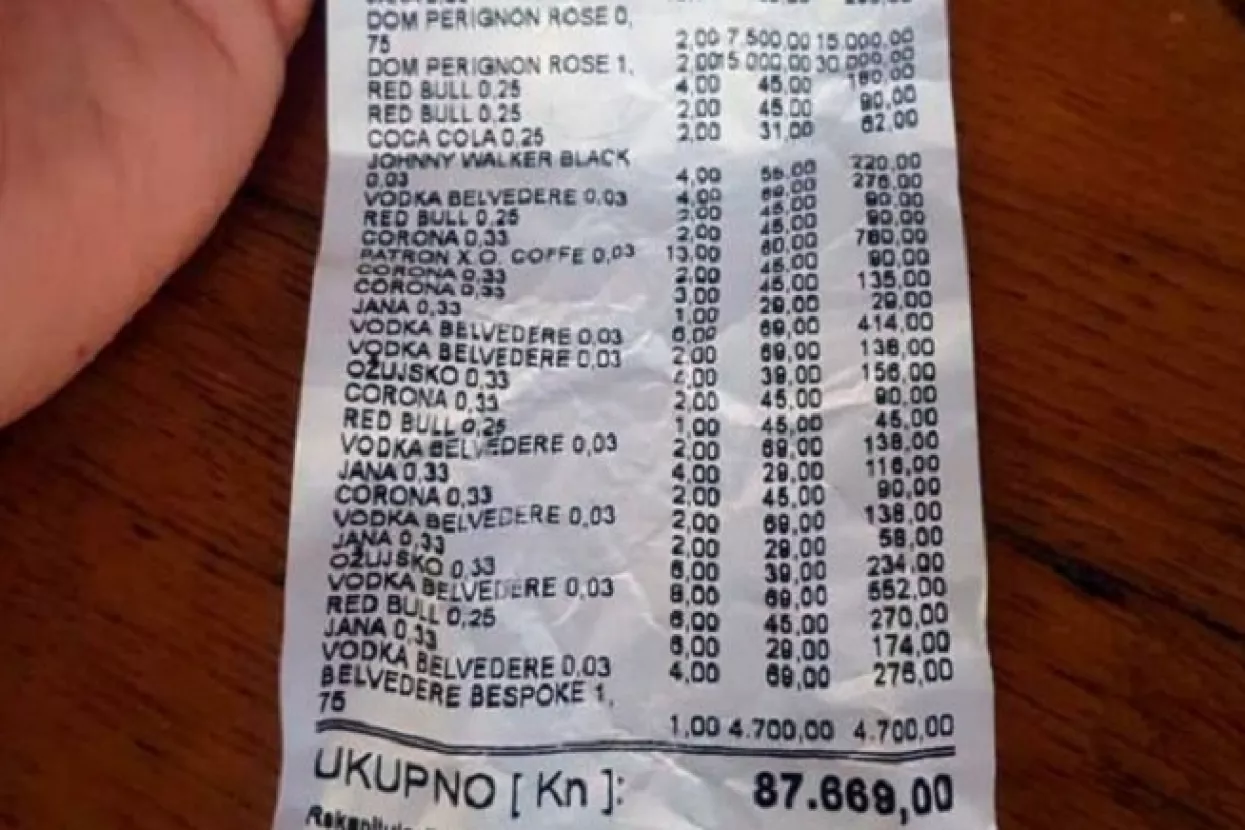 DOM PERIGNON ROSE 0,
75 2,00 7.500,00 15.000,00
DOM PERIGNON ROSE 1, 2,00 15.000,00 30.000,00
RED BULL 0,25 4,00 45,00 180,00
RED BULL 0,25 2,00 45,00 90,00
COCA COLA 0,25 2,00 31,00 62,00
JOHNNY WALKER BLACK
0,03 4,00 55,00 220,00
VODKA BELVEDERE 0,03 4,00 69,00 276,00
RED BULL 0,25 2,00 45,00 90,00
CORONA 0,33 2,00 45,00 90,00
PATRON X.O. COFFE 0,03 13,00 60,00 780,00
CORONA 0,33 2,00 45,00 90,00
CORONA 0,33 3,00 45,00 135,00
JANA 0,33 1,00 29,00 29,00
VODKA BELVEDERE 0,03 6,00 69,00 414,00
VODKA BELVEDERE 0,03 2,00 69,00 138,00
OŽUJSKO 0,33 4,00 39,00 156,00
CORONA 0,33 2,00 45,00 90,00
RED BULL 0,25 1,00 45,00 45,00
VODKA BELVEDERE 0,03 2,00 69,00 138,00
JANA 0,33 4,00 29,00 116,00
CORONA 0,33 2,00 45,00 90,00
VODKA BELVEDERE 0,03 2,00 69,00 138,00
JANA 0,33 2,00 29,00 58,00
OŽUJSKO 0,33 6,00 39,00 234,00
VODKA BELVEDERE 0,03 8,00 69,00 552,00
RED BULL 0,25 6,00 45,00 270,00
JANA 0,33 6,00 29,00 174,00
VODKA BELVEDERE 0,03 4,00 69,00 276,00
BELVEDERE BESPOKE 1,
75 1,00 4.700,00 4.700,00
UKUPNO [ Kn ]: 87.669,00